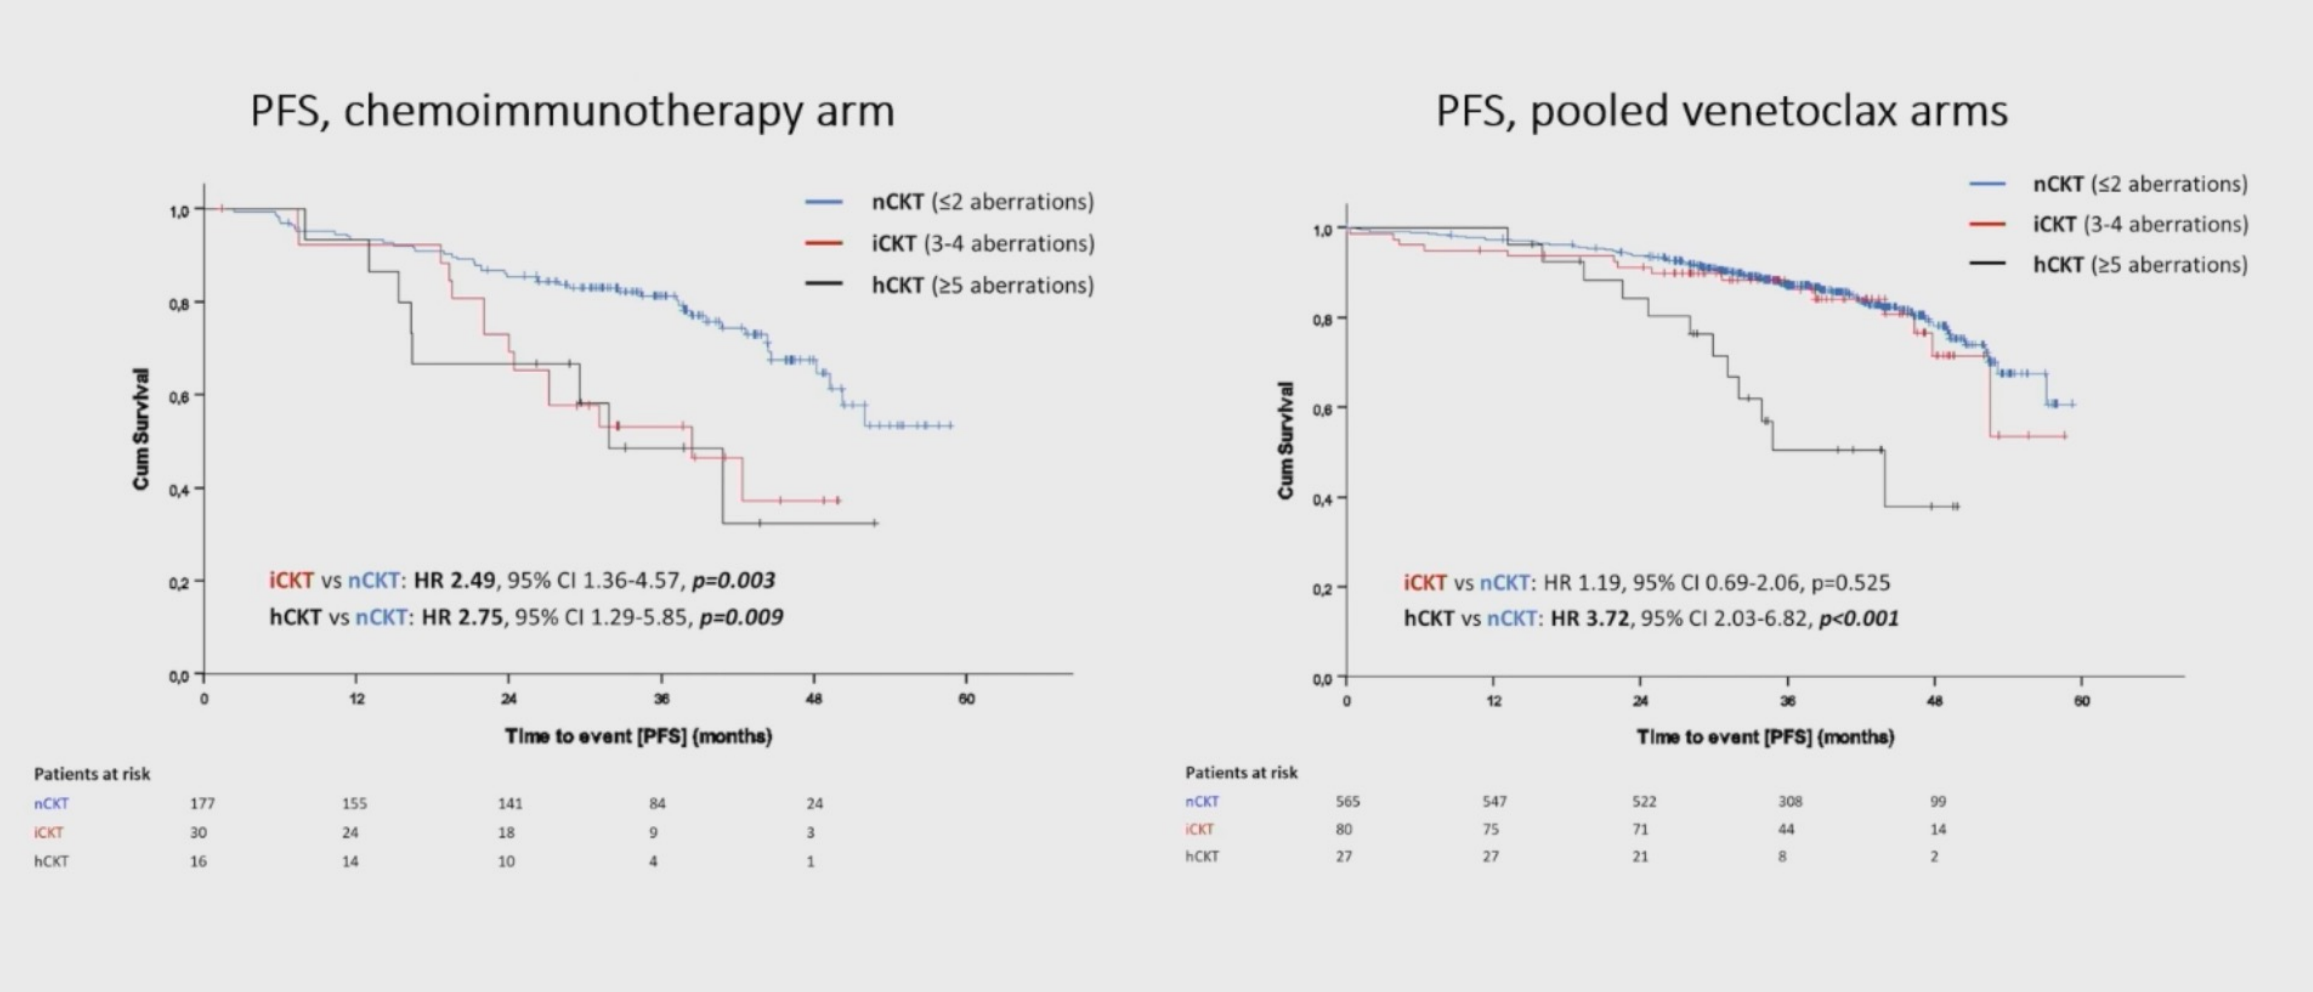 PFS, chemoimmunotherapy arm
nCKT (≤2 aberrations)
iCKT (3-4 aberrations)
hCKT (≥5 aberrations)
1,0
0,8
0,6
0,4
0,2
0,0
Cum Survival
iCKT vs nCKT: HR 2.49, 95% CI 1.36-4.57, p=0.003
hCKT vs nCKT: HR 2.75, 95% CI 1.29-5.85, p=0.009
0 12 24 36 48 60
Time to event [PFS] (months)
Patients at risk
nCKT 177 155 141 84 24
iCKT 30 24 18 9 3
hCKT 16 14 10 4 1
PFS, pooled venetoclax arms
nCKT (≤2 aberrations)
iCKT (3-4 aberrations)
hCKT (≥5 aberrations)
1,0
0,8
0,6
0,4
0,2
0,0
Cum Survival
iCKT vs nCKT: HR 1.19, 95% CI 0.69-2.06, p=0.525
hCKT vs nCKT: HR 3.72, 95% CI 2.03-6.82, p<0.001
0 12 24 36 48 60
Time to event [PFS] (months)
Patients at risk
nCKT 565 547 522 308 99
iCKT 80 75 71 44 14
hCKT 27 27 21 8 2